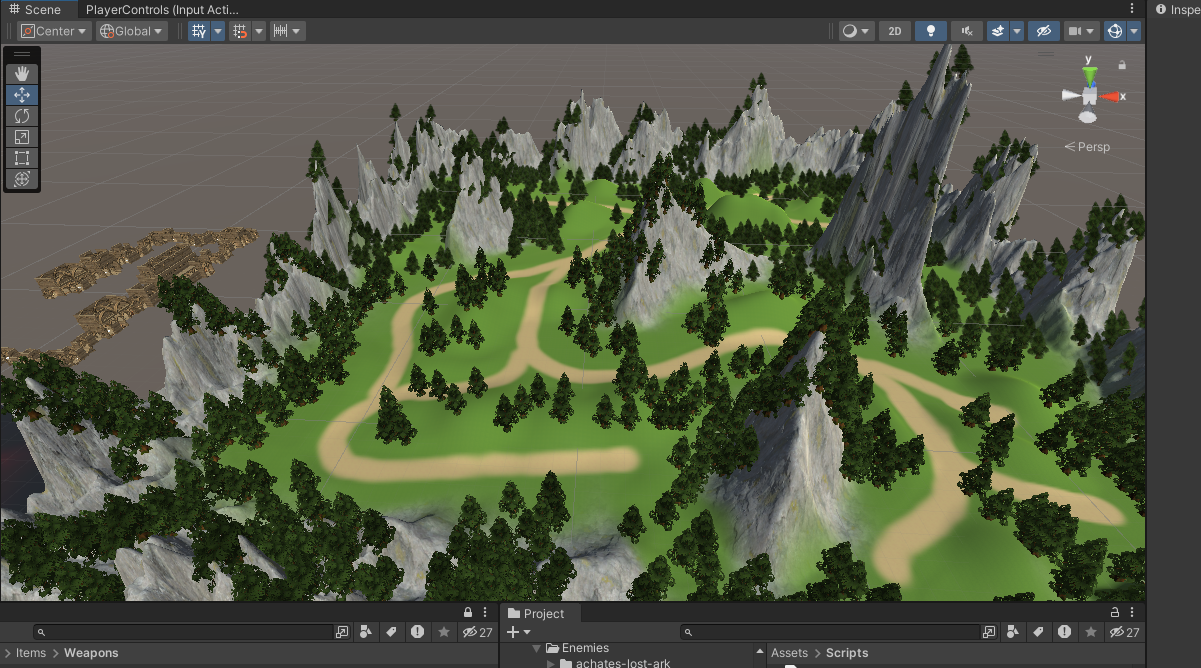 Scene
PlayerControls (Input Acti...
Inspe
Center
Global
2D
y
x
Persp
Project
27
27
Items > Weapons
Enemies
achates-lost-ark
Assets > Scripts